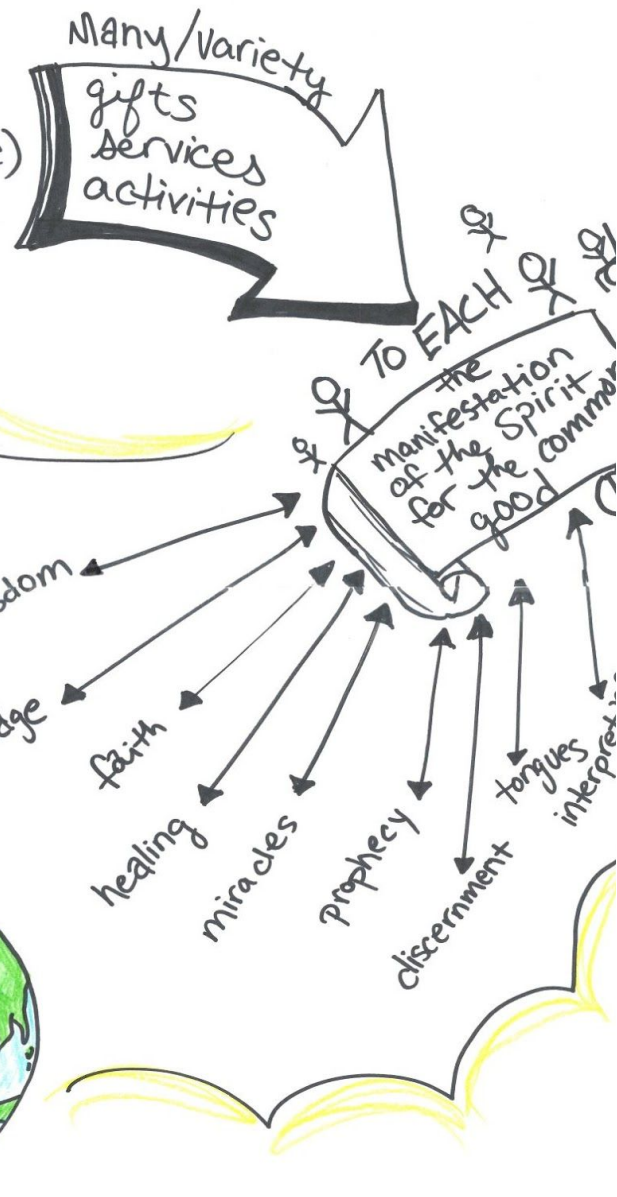 Many/variety
gifts
services
activities
TO EACH
the
manifestation
of the Spirit
for the common
good
faith
healing
miracles
prophecy
discernment
tongues